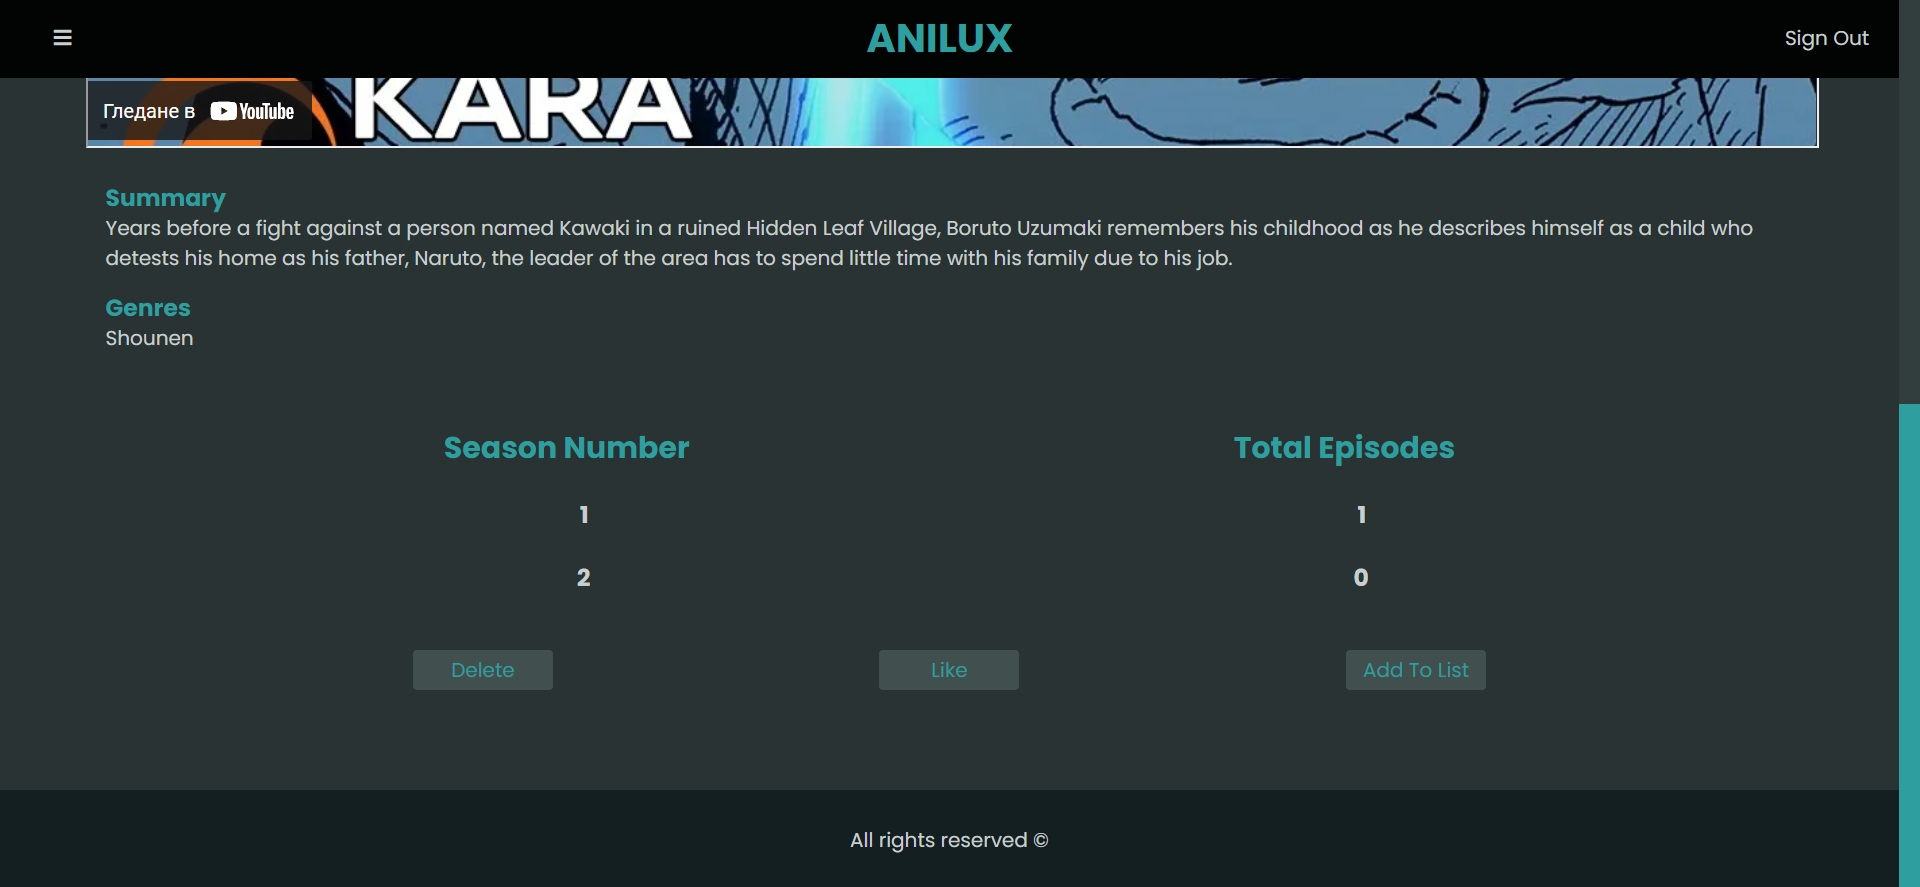 ANILUX
Sign Out
KARA
Гледане в YouTube
Summary
Years before a fight against a person named Kawaki in a ruined Hidden Leaf Village, Boruto Uzumaki remembers his childhood as he describes himself as a child who
detests his home as his father, Naruto, the leader of the area has to spend little time with his family due to his job.
Genres
Shounen
Season Number Total Episodes
1 1
2 0
Delete Like Add To List
All rights reserved ©